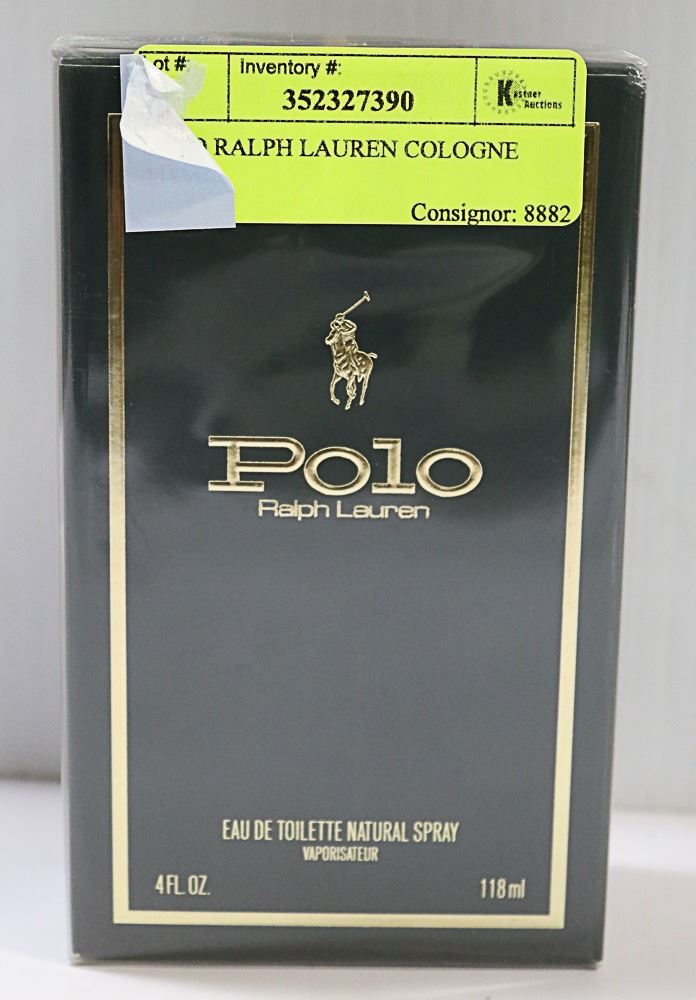 Lot #: Inventory #:
352327390
Kastner
Auctions
RALPH LAUREN COLOGNE
Consignor: 8882
Polo
Ralph Lauren
EAU DE TOILETTE NATURAL SPRAY
VAPORISATEUR
4 FL. OZ. 118 ml